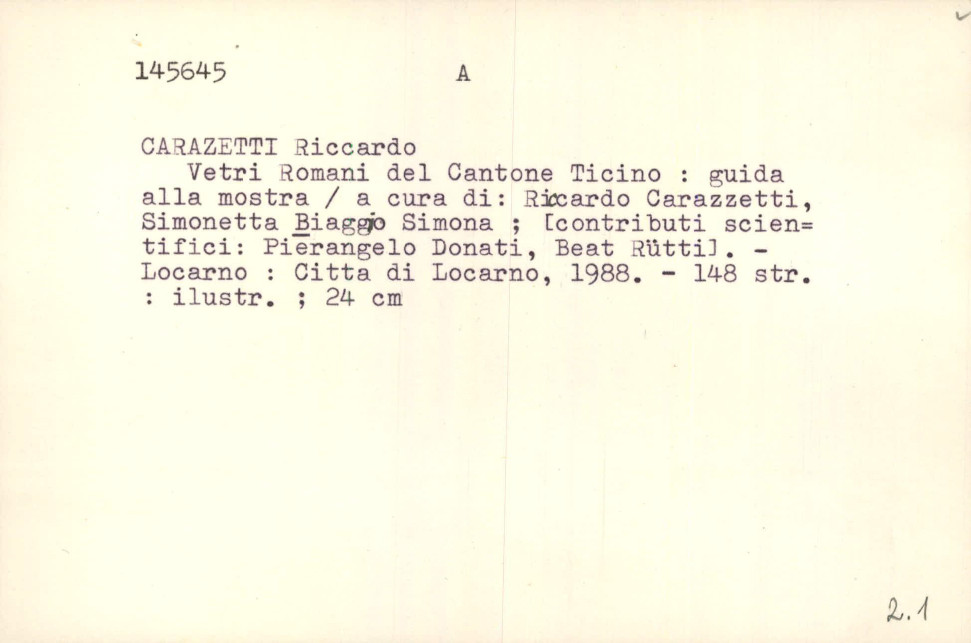 145645 A
CARAZETTI Riccardo
Vetri Romani del Cantone Ticino : guida
alla mostra / a cura di: Riccardo Carazzetti,
Simonetta Biaggio Simona ; [contributi scien=
tifici: Pierangelo Donati, Beat Rütti]. -
Locarno : Citta di Locarno, 1988. - 148 str.
: ilustr. ; 24 cm
2.1